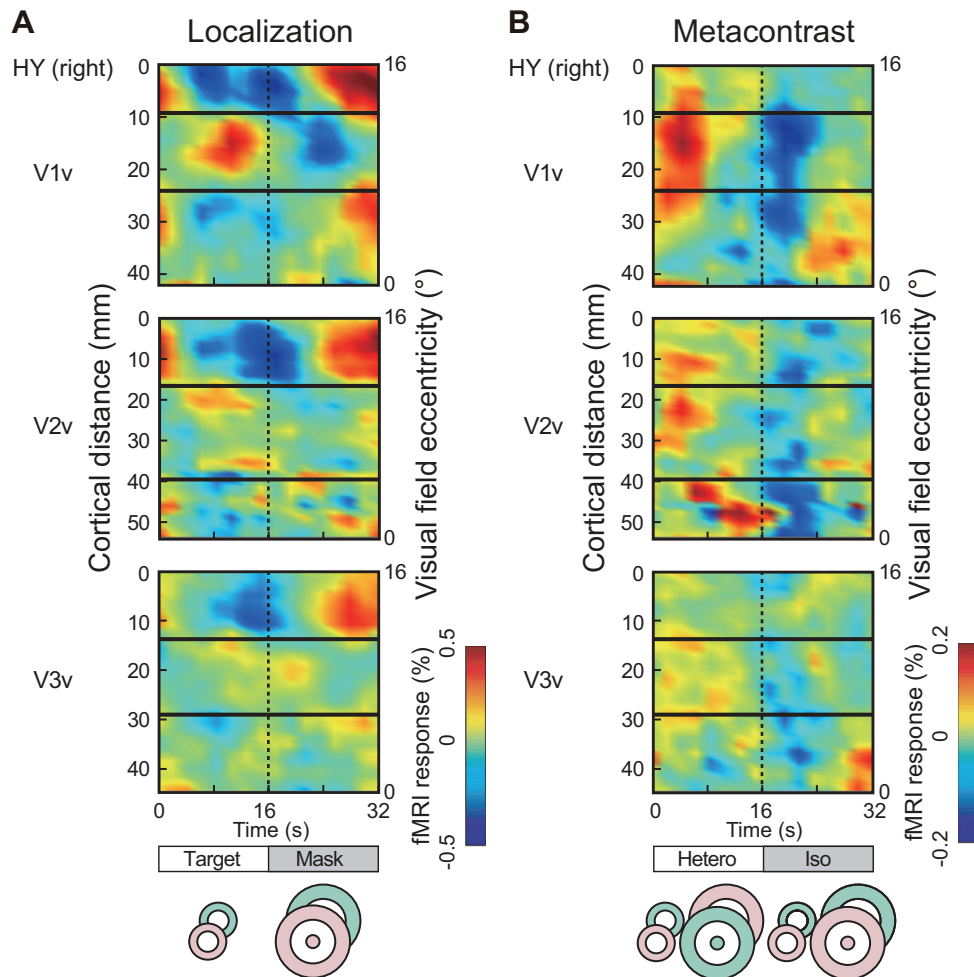 A Localization
HY (right)
0
10
V1v
20
30
40
16
0
0
10
20
V2v
30
40
50
16
0
0
10
V3v
20
30
40
16
0
Cortical distance (mm)
Visual field eccentricity (°)
0 16 32
Time (s)
Target Mask
fMRI response (%)
0.5
0
-0.5
B Metacontrast
HY (right)
0
10
V1v
20
30
40
16
0
0
10
20
V2v
30
40
50
16
0
0
10
V3v
20
30
40
16
0
Cortical distance (mm)
Visual field eccentricity (°)
0 16 32
Time (s)
Hetero Iso
fMRI response (%)
0.2
0
-0.2